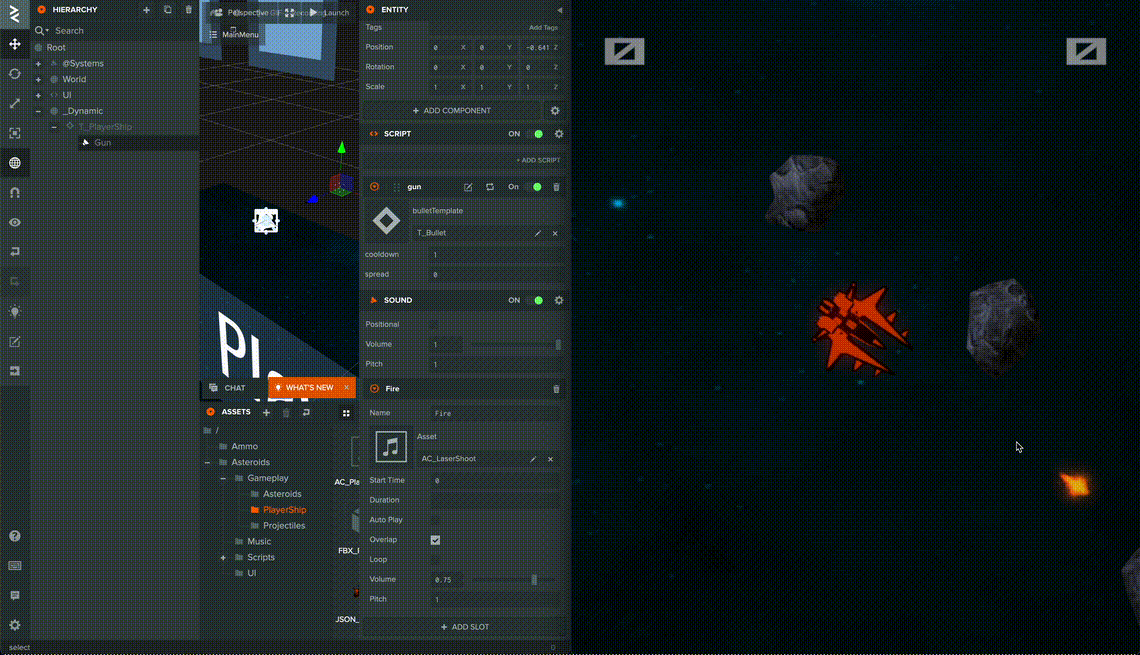 HIERARCHY
Search
Root
@Systems
World
UI
_Dynamic
T_PlayerShip
Gun
Perspective
Launch
MainMenu
CHAT
WHAT'S NEW
ASSETS
/
Ammo
Asteroids
Gameplay
Asteroids
PlayerShip
Projectiles
Music
Scripts
UI
AC_Pla
JSON_
ENTITY
Tags
Add Tags
Position 0 X 0 Y -0.641 Z
Rotation 0 X 0 Y 0 Z
Scale 1 X 1 Y 1 Z
ADD COMPONENT
SCRIPT ON
+ ADD SCRIPT
gun On
bulletTemplate
T_Bullet
cooldown 1
spread 0
SOUND ON
Positional
Volume 1
Pitch 1
Fire
Name Fire
Asset
AC_LaserShoot
Start Time 0
Duration
Auto Play
Overlap
Loop
Volume 0.75
Pitch 1
ADD SLOT
select
0
0
0